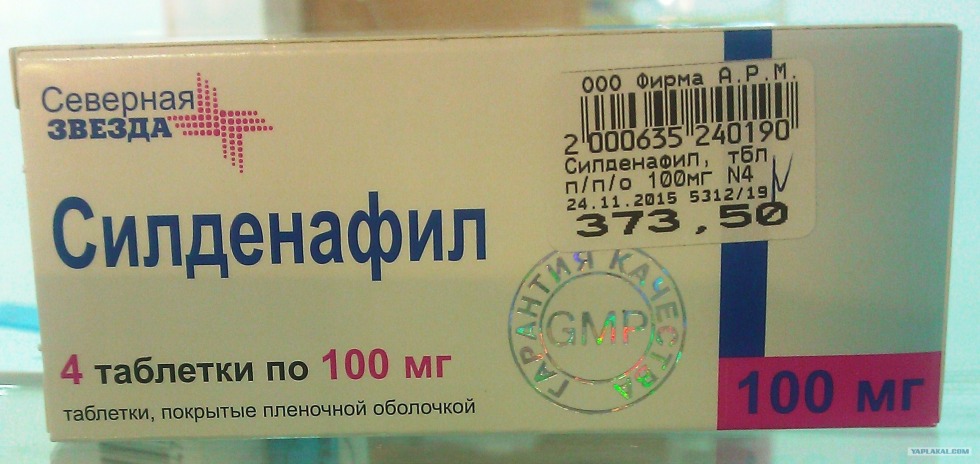 Северная
ЗВЕЗДА
Силденафил
4 таблетки по 100 мг
таблетки, покрытые пленочной оболочкой
ООО Фирма А.Р.М.
2 000635 240190
Силденафил, тбл
п/п/о 100мг N4
24.11.2015 5312/19
373,50
ГАРАНТИЯ КАЧЕСТВА
GMP
100 мг
YAPLAKAL.COM